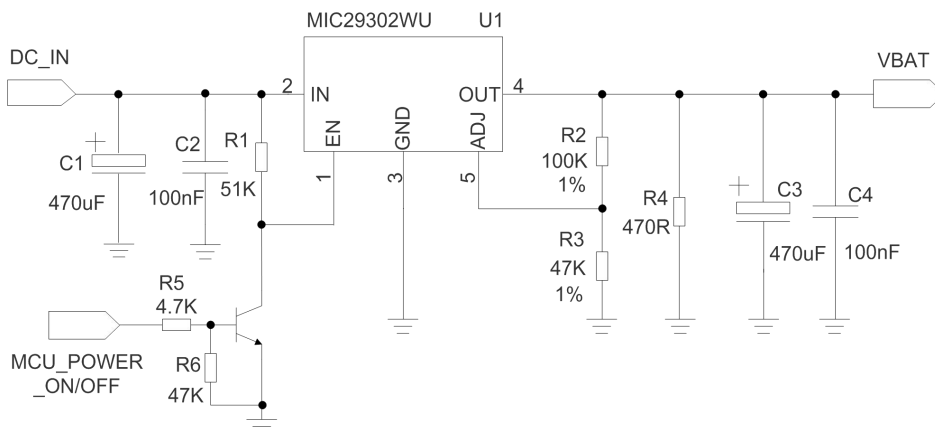 MIC29302WU U1
DC_IN
VBAT
2 IN
OUT 4
EN
GND
ADJ
1
3
5
C1
470uF
C2
100nF
R1
51K
R2
100K
1%
R3
47K
1%
R4
470R
C3
470uF
C4
100nF
R5
4.7K
MCU_POWER
_ON/OFF
R6
47K